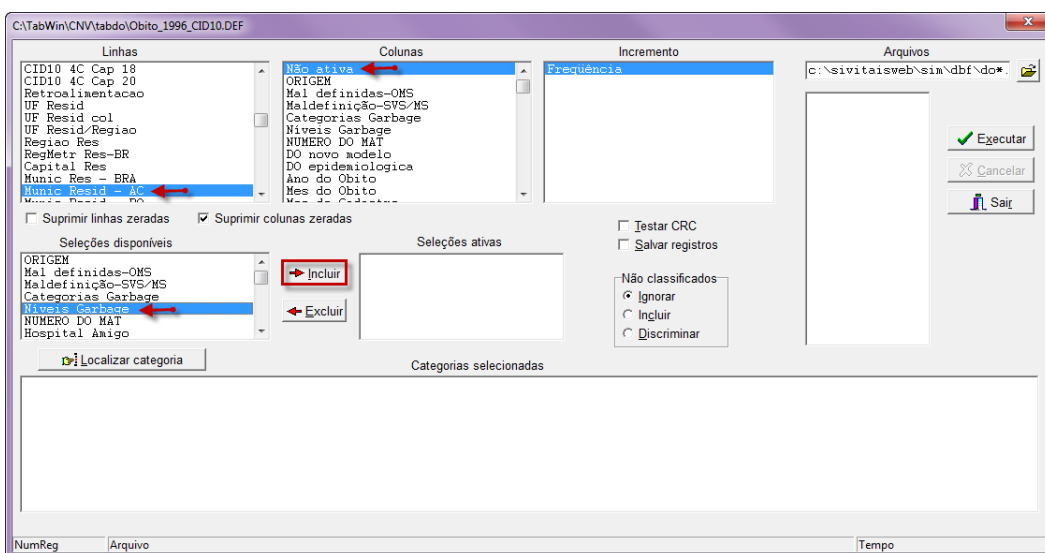 C:\TabWin\CNV\tabdo\Obito_1996_CID10.DEF
Linhas
CID10 4C Cap 18
CID10 4C Cap 20
Retroalimentacao
UF Resid
UF Resid col
UF Resid/Regiao
Regiao Res
RegMetr Res-BR
Capital Res
Munic Res - BRA
Munic Resid - AC
Colunas
Não ativa
ORIGEM
Mal definidas-OMS
Maldefinição-SVS/MS
Categorias Garbage
Níveis Garbage
NUMERO DO MAT
DO novo modelo
DO epidemiologica
Ano do Obito
Mes do Obito
Incremento
Freqüência
Arquivos
c:\sivitaisweb\sim\dbf\do*.
Executar
Cancelar
Sair
Suprimir linhas zeradas
Suprimir colunas zeradas
Testar CRC
Salvar registros
Seleções disponíveis
ORIGEM
Mal definidas-OMS
Maldefinição-SVS/MS
Categorias Garbage
Níveis Garbage
NUMERO DO MAT
Hospital Amigo
Incluir
Excluir
Seleções ativas
Não classificados
Ignorar
Incluir
Discriminar
Localizar categoria
Categorias selecionadas
NumReg
Arquivo
Tempo